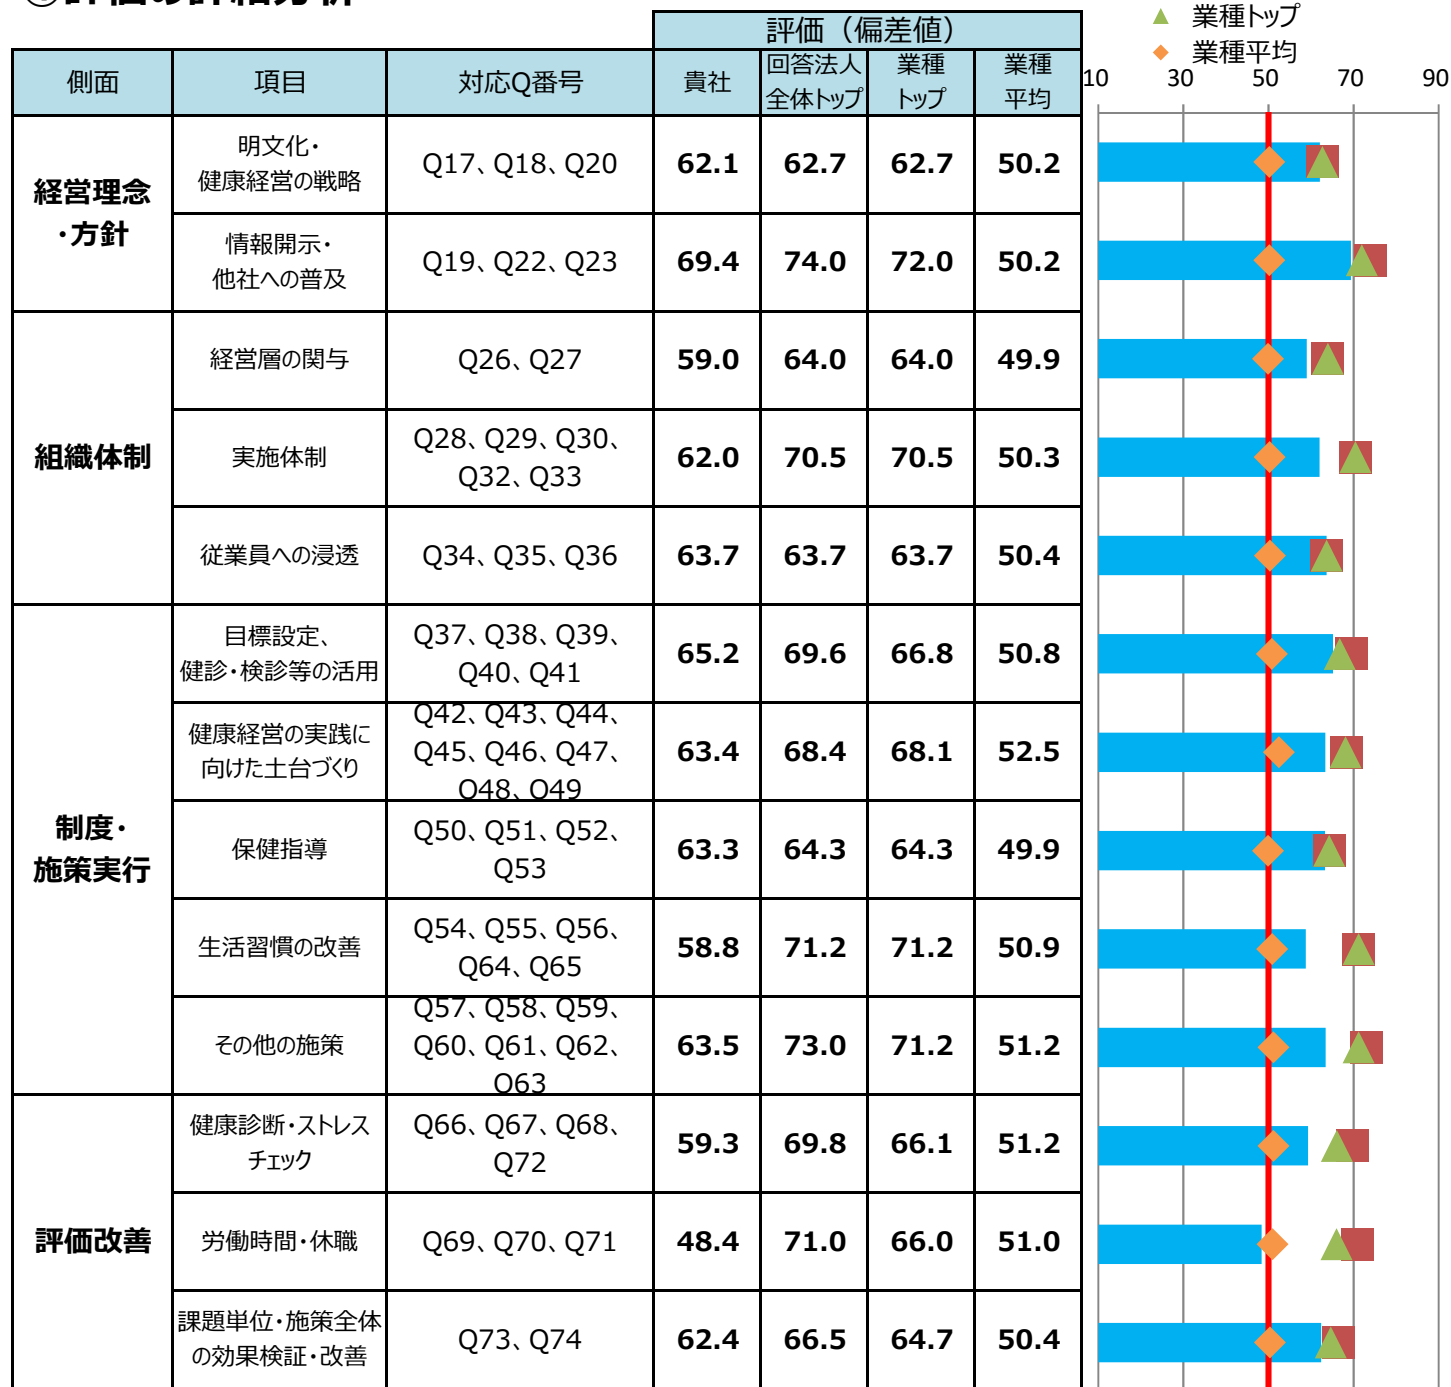 ①評価の詳細分析
▲ 業種トップ
◆ 業種平均
評価（偏差値）
側面 項目 対応Q番号 貴社 回答法人 業種 業種
全体トップ トップ 平均
10 30 50 70 90
経営理念
・方針
明文化・
健康経営の戦略
Q17、Q18、Q20 62.1 62.7 62.7 50.2
情報開示・
他社への普及
Q19、Q22、Q23 69.4 74.0 72.0 50.2
組織体制
経営層の関与 Q26、Q27 59.0 64.0 64.0 49.9
実施体制
Q28、Q29、Q30、
Q32、Q33
62.0 70.5 70.5 50.3
従業員への浸透 Q34、Q35、Q36 63.7 63.7 63.7 50.4
制度・
施策実行
目標設定、
健診・検診等の活用
Q37、Q38、Q39、
Q40、Q41
65.2 69.6 66.8 50.8
健康経営の実践に
向けた土台づくり
Q42、Q43、Q44、
Q45、Q46、Q47、
Q48、Q49
63.4 68.4 68.1 52.5
保健指導
Q50、Q51、Q52、
Q53
63.3 64.3 64.3 49.9
生活習慣の改善
Q54、Q55、Q56、
Q64、Q65
58.8 71.2 71.2 50.9
その他の施策
Q57、Q58、Q59、
Q60、Q61、Q62、
Q63
63.5 73.0 71.2 51.2
評価改善
健康診断・ストレス
チェック
Q66、Q67、Q68、
Q72
59.3 69.8 66.1 51.2
労働時間・休職 Q69、Q70、Q71 48.4 71.0 66.0 51.0
課題単位・施策全体
の効果検証・改善
Q73、Q74 62.4 66.5 64.7 50.4